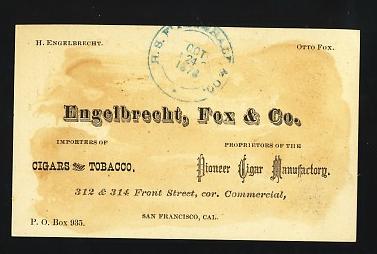 H. ENGELBRECHT. OTTO FOX.
OCT
24
1878
Engelbrecht, Fox & Co.
IMPORTERS OF PROPRIETORS OF THE
CIGARS AND TOBACCO, Pioneer Cigar Manufactory.
312 & 314 Front Street, cor. Commercial,
SAN FRANCISCO, CAL.
P. O. Box 935.